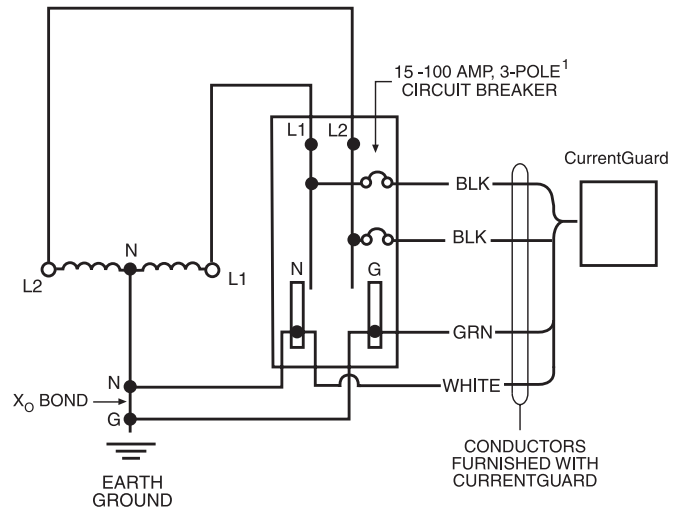 15 -100 AMP, 3-POLE1
CIRCUIT BREAKER
L1
L2
CurrentGuard
BLK
BLK
N
L2
L1
N
G
GRN
N
WHITE
XO BOND
G
EARTH
GROUND
CONDUCTORS
FURNISHED WITH
CURRENTGUARD